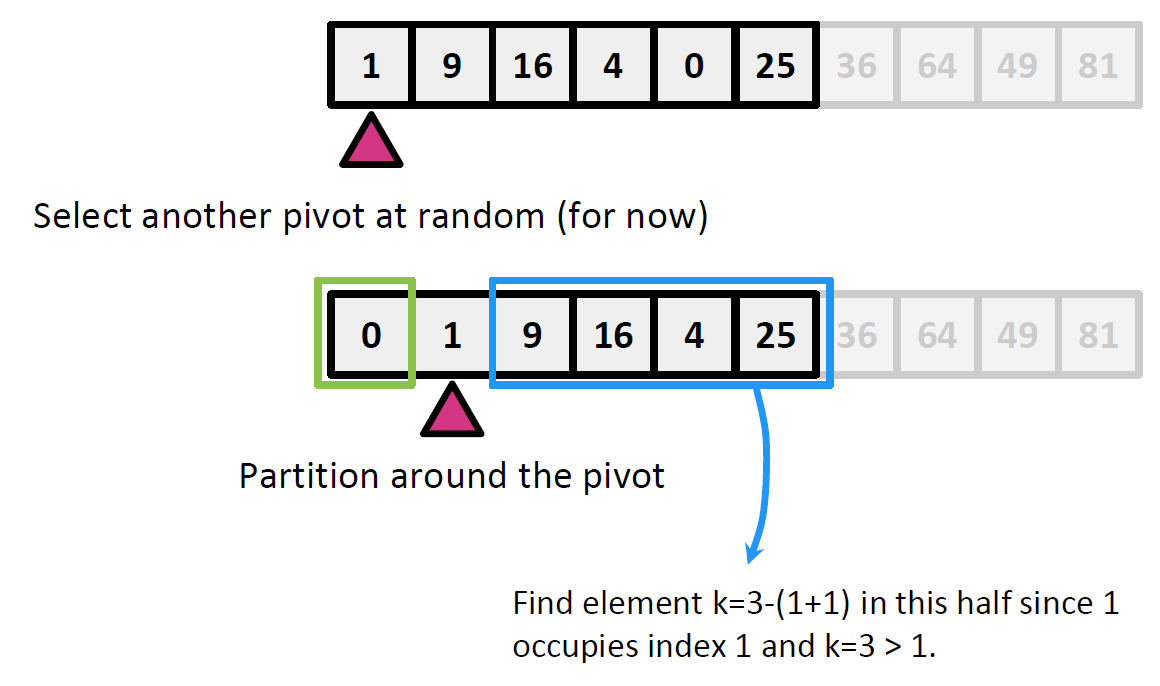 1 9 16 4 0 25 36 64 49 81
Select another pivot at random (for now)
0 1 9 16 4 25 36 64 49 81
Partition around the pivot
Find element k=3-(1+1) in this half since 1
occupies index 1 and k=3 > 1.